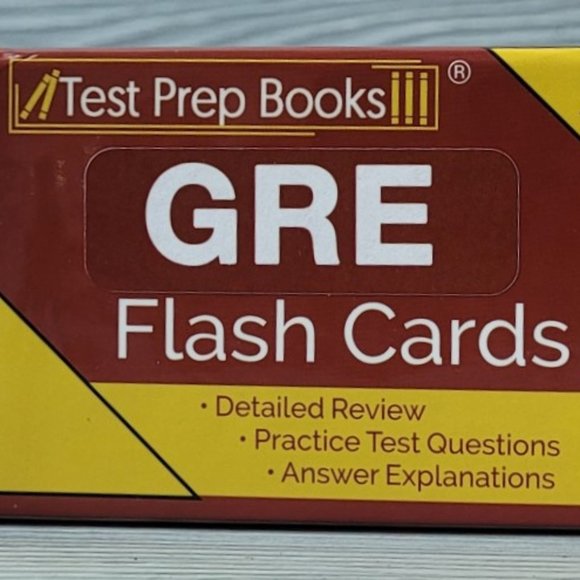 Test Prep Books®
GRE
Flash Cards
• Detailed Review
• Practice Test Questions
• Answer Explanations